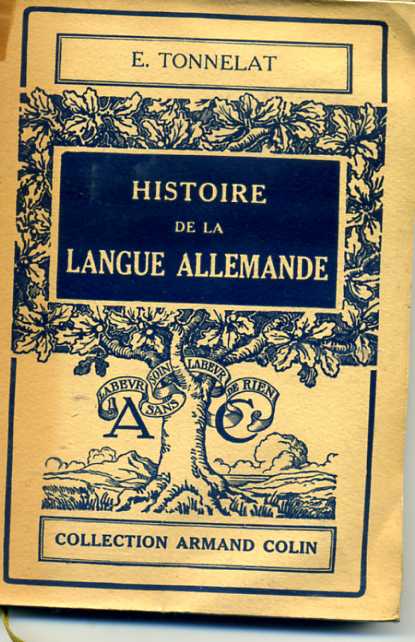 E. TONNELAT
HISTOIRE
DE LA
LANGUE ALLEMANDE
LABEVR SANS SOIN LABEVR DE RIEN
A C
COLLECTION ARMAND COLIN